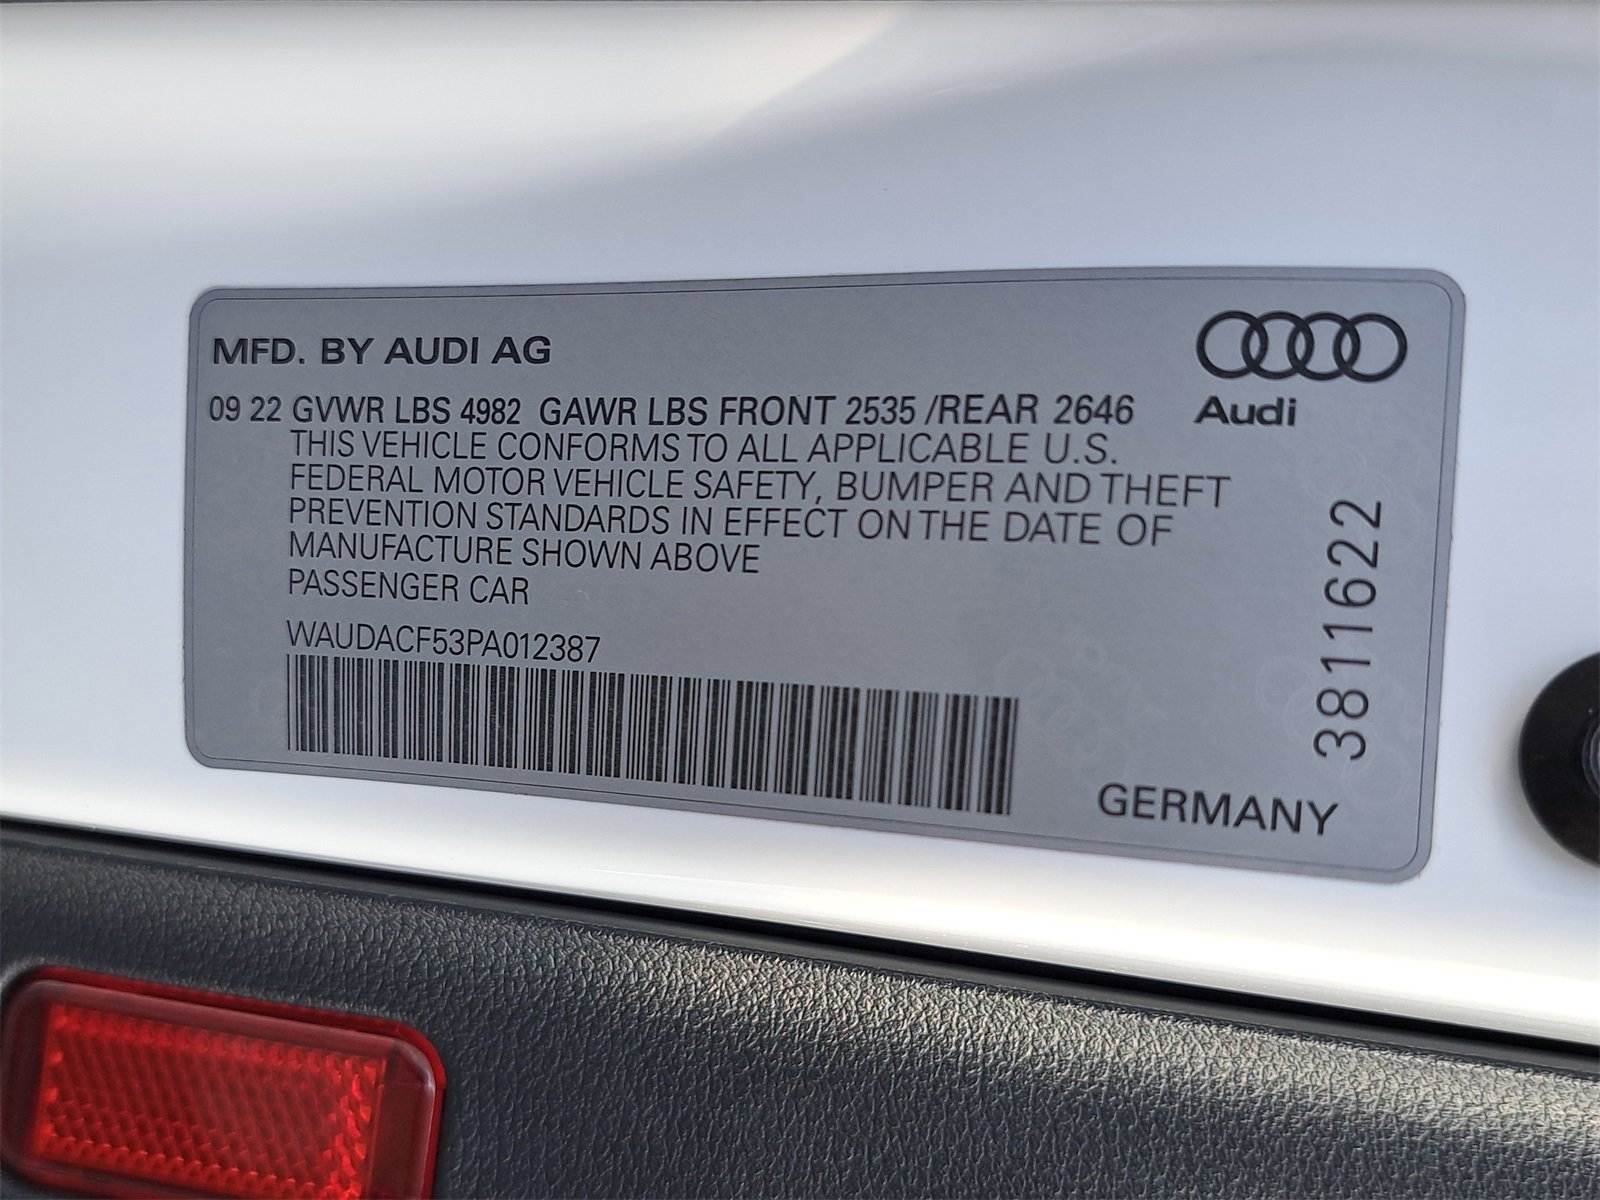 MFD. BY AUDI AG
Audi
09 22 GVWR LBS 4982 GAWR LBS FRONT 2535 /REAR 2646
THIS VEHICLE CONFORMS TO ALL APPLICABLE U.S.
FEDERAL MOTOR VEHICLE SAFETY, BUMPER AND THEFT
PREVENTION STANDARDS IN EFFECT ON THE DATE OF
MANUFACTURE SHOWN ABOVE
PASSENGER CAR
WAUDACF53PA012387
3811622
GERMANY